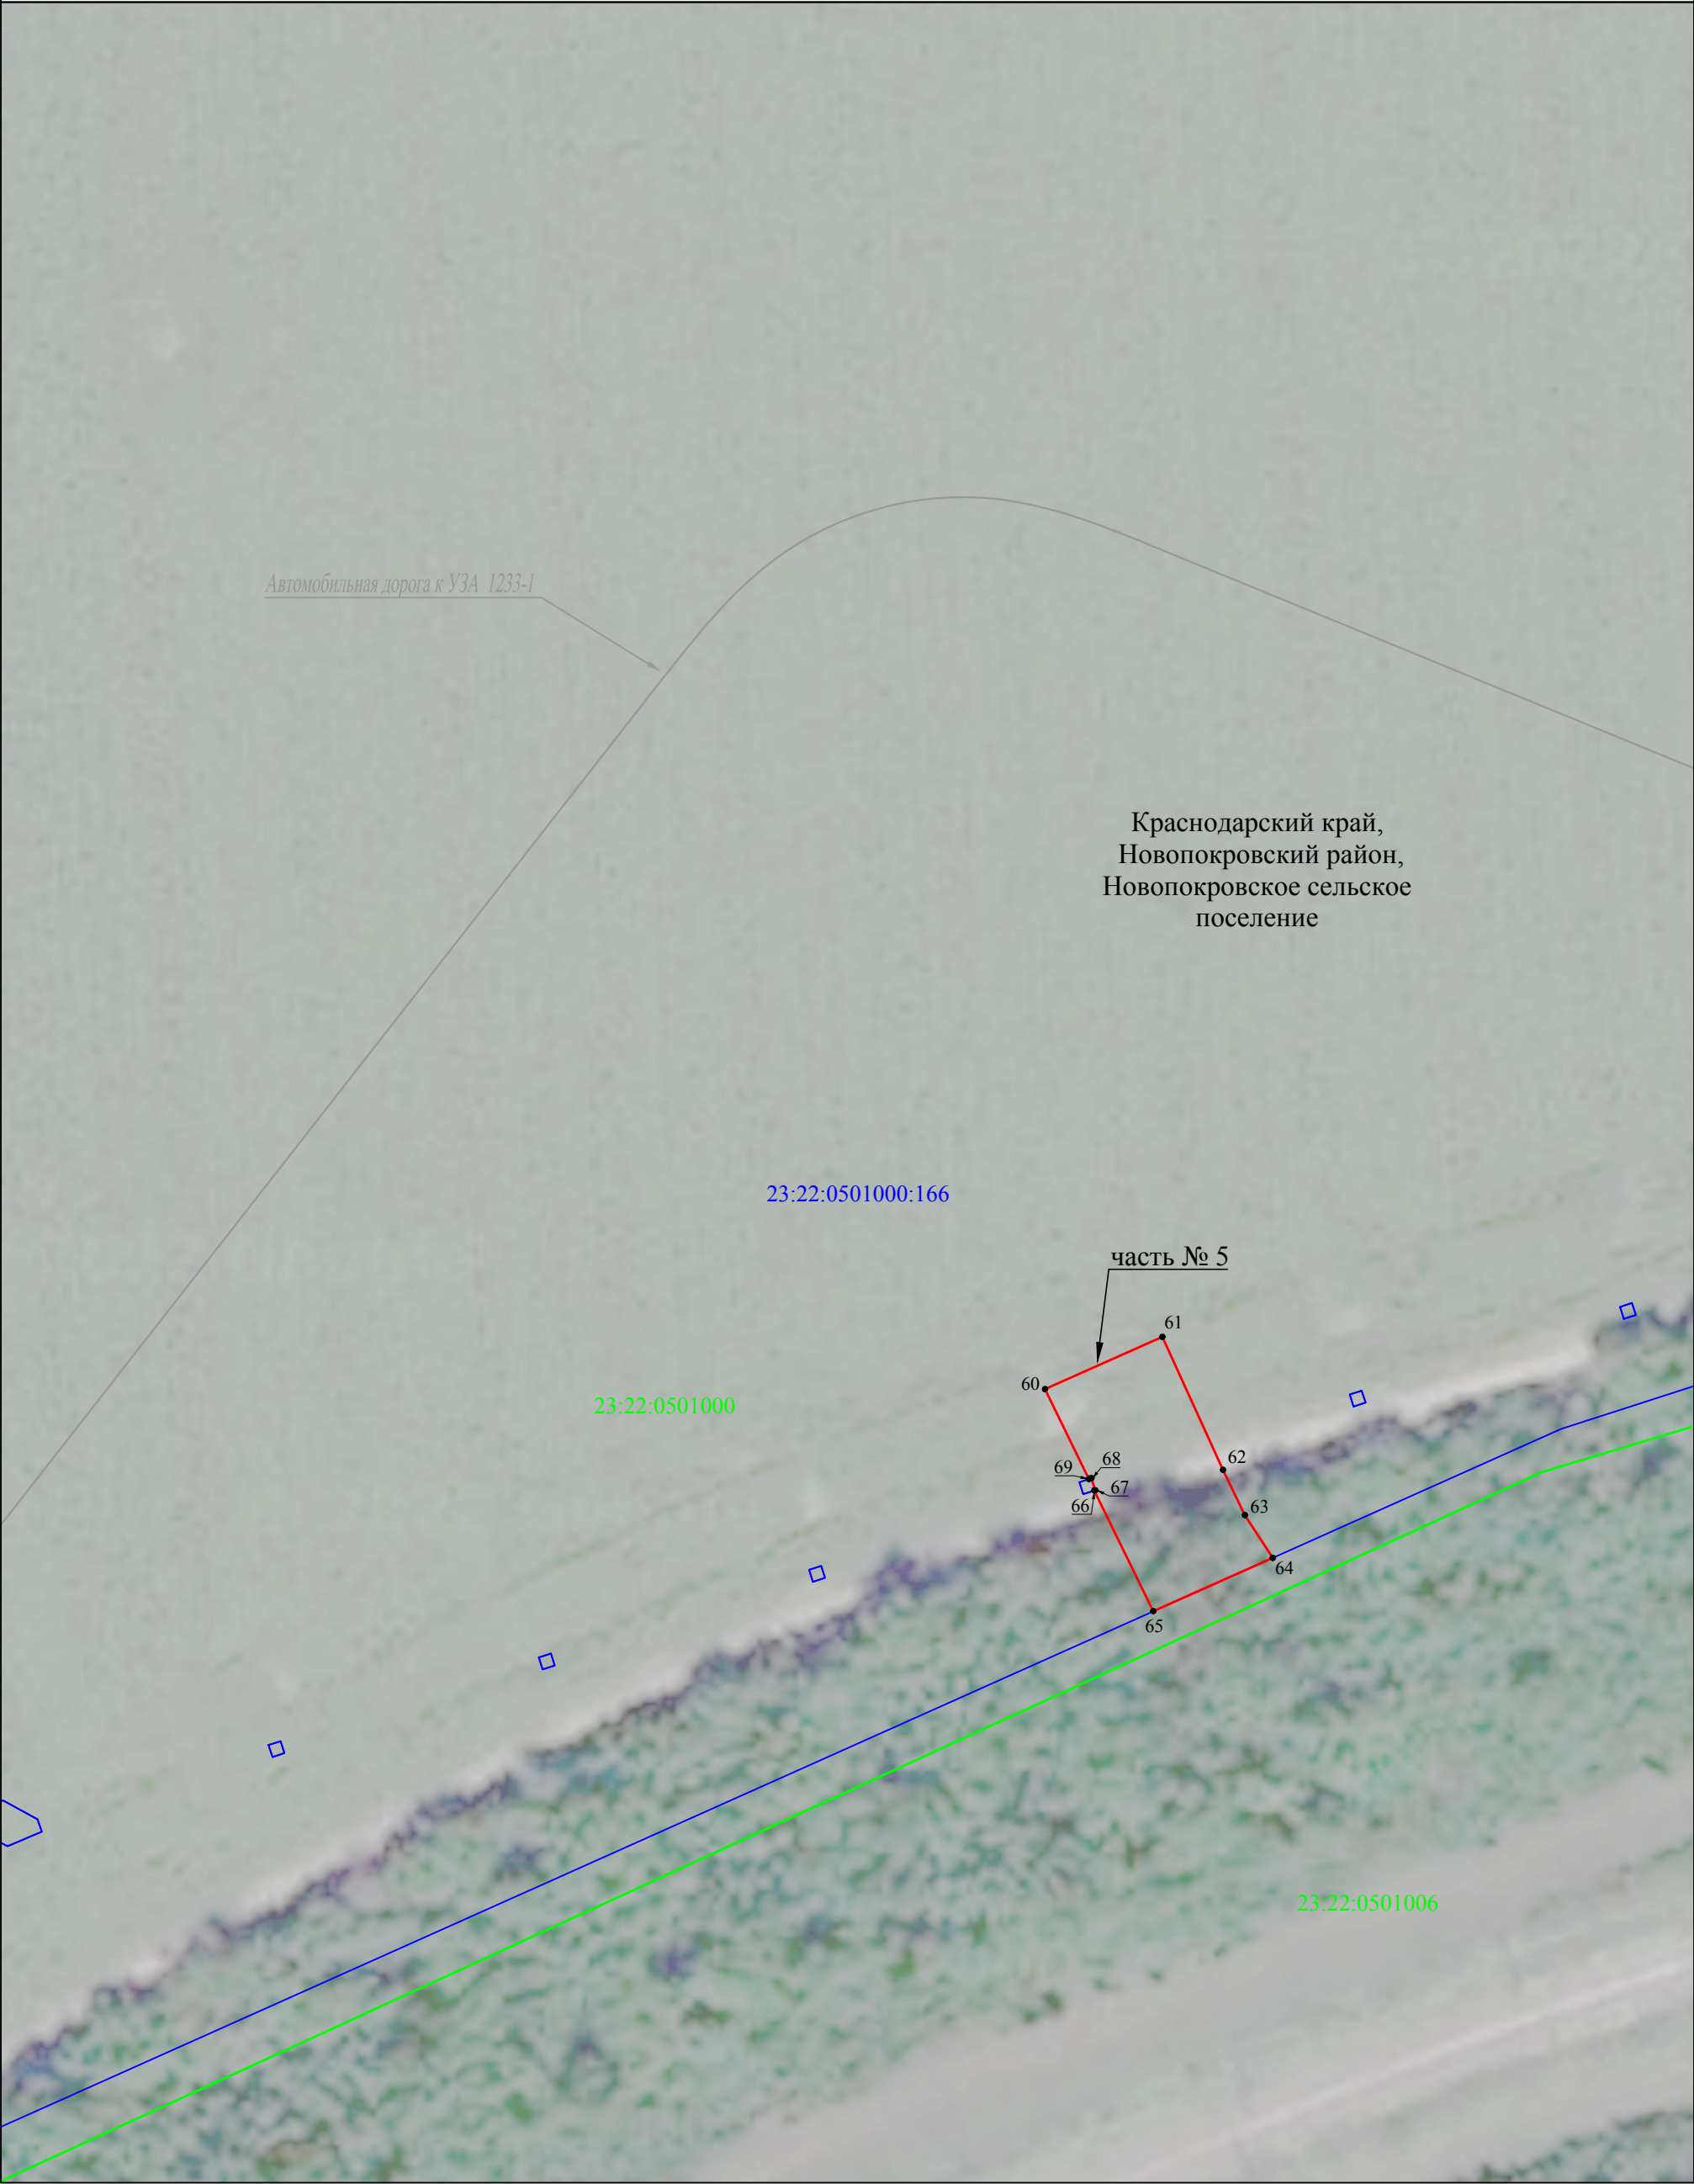 Автомобильная дорога к УЗА 1233-1
Краснодарский край,
Новопокровский район,
Новопокровское сельское
поселение
23:22:0501000:166
часть № 5
61
60
23:22:0501000
62
68
69
67
66
63
64
65
23:22:0501006